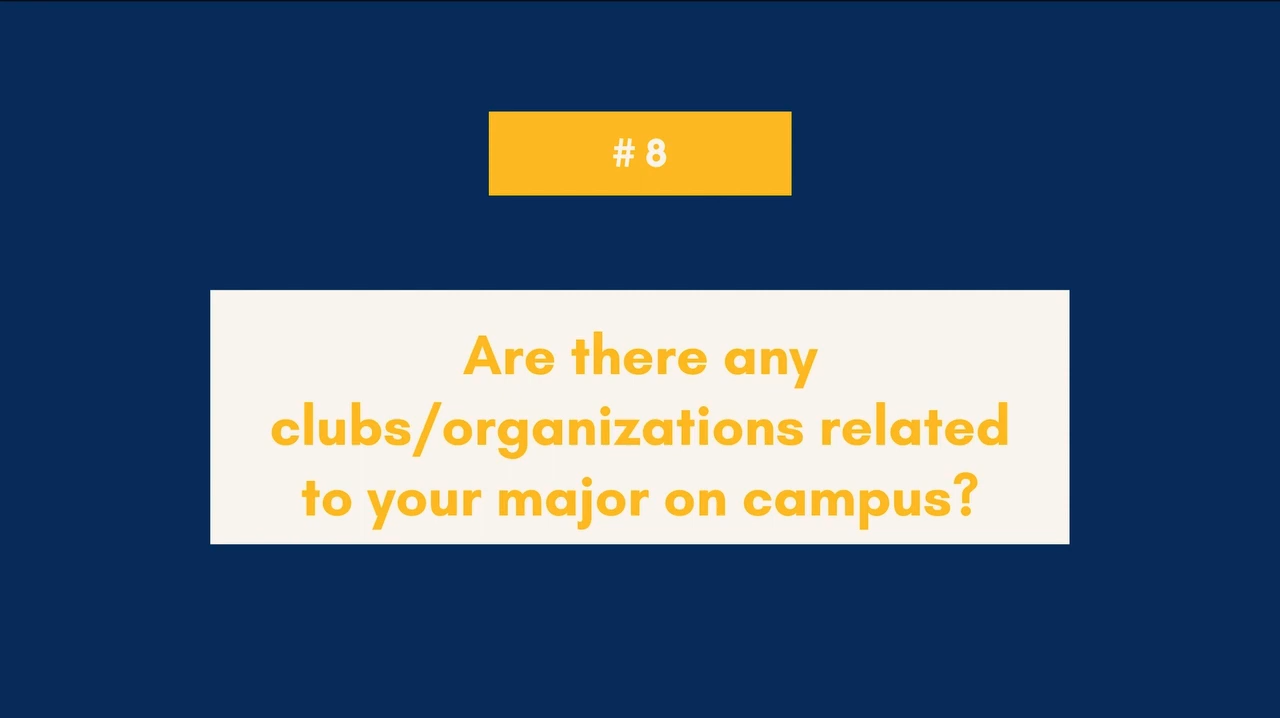 # 8
Are there any
clubs/organizations related
to your major on campus?